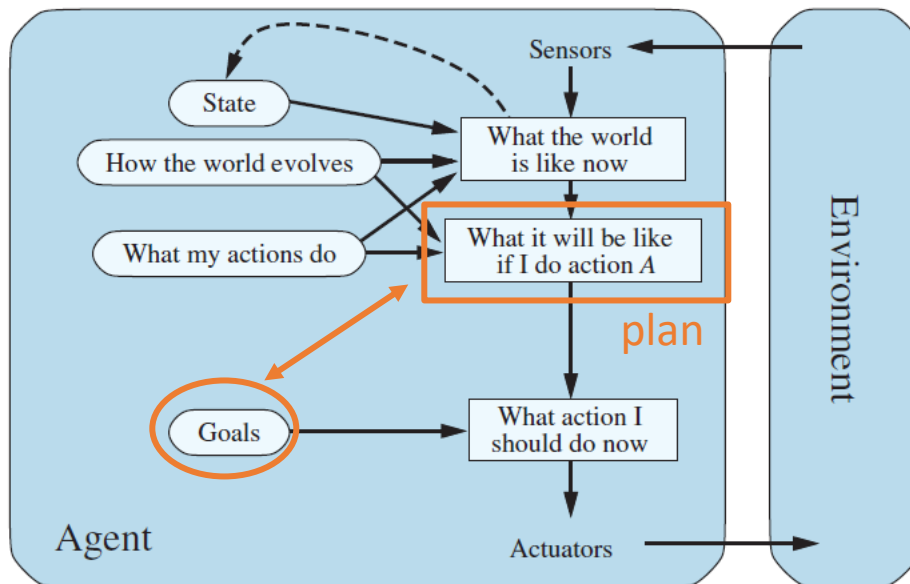 Sensors
State
What the world
is like now
How the world evolves
What it will be like
if I do action A
What my actions do
plan
Goals
What action I
should do now
Agent
Actuators
Environment